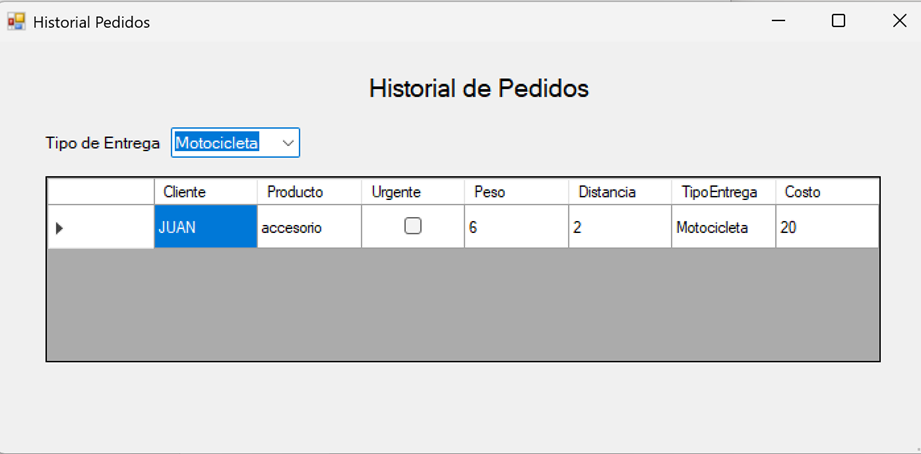 Historial Pedidos
Historial de Pedidos
Tipo de Entrega Motocicleta
Cliente Producto Urgente Peso Distancia TipoEntrega Costo
JUAN accesorio 6 2 Motocicleta 20